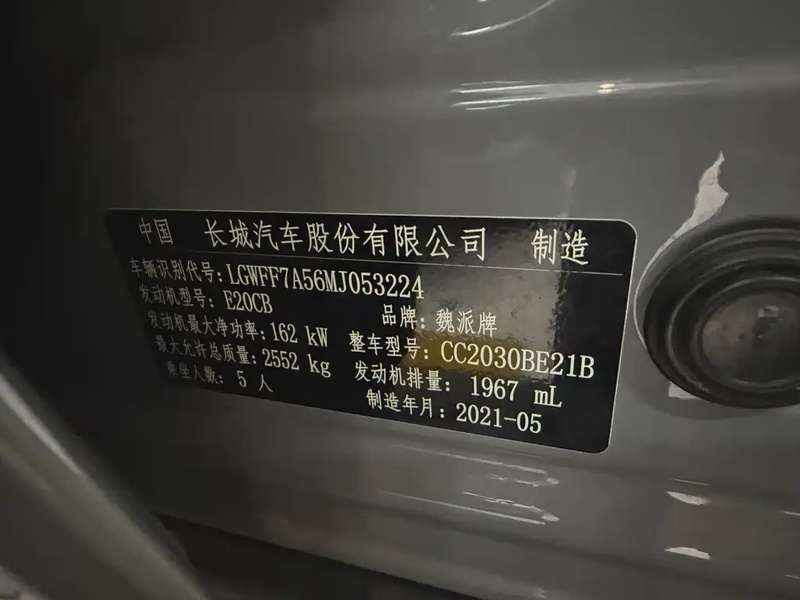 中国 长城汽车股份有限公司 制造
车辆识别代号: LGWFF7A56MJ053224
发动机型号: E20CB 品牌: 魏派牌
发动机最大净功率: 162 kW 整车型号: CC2030BE21B
最大允许总质量: 2552 kg 发动机排量: 1967 mL
乘坐人数: 5 人 制造年月: 2021-05